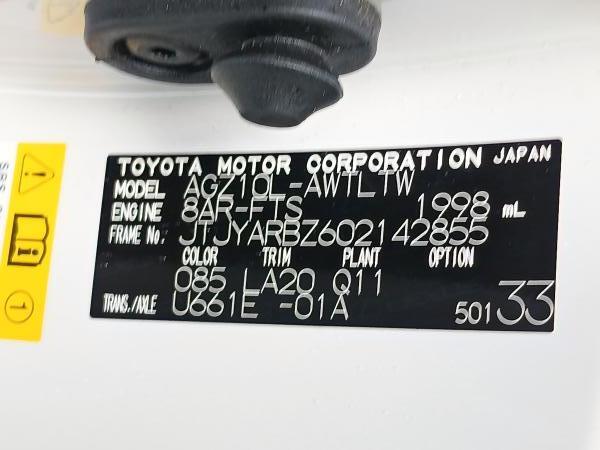 TOYOTA MOTOR CORPORATION JAPAN
MODEL AGZ10L-AWTLTW
ENGINE 8AR-FTS 1998 mL
FRAME No. JTJYARBZ602142855
COLOR TRIM PLANT OPTION
085 LA20 Q11
TRANS./AXLE U661E -01A
50133
1